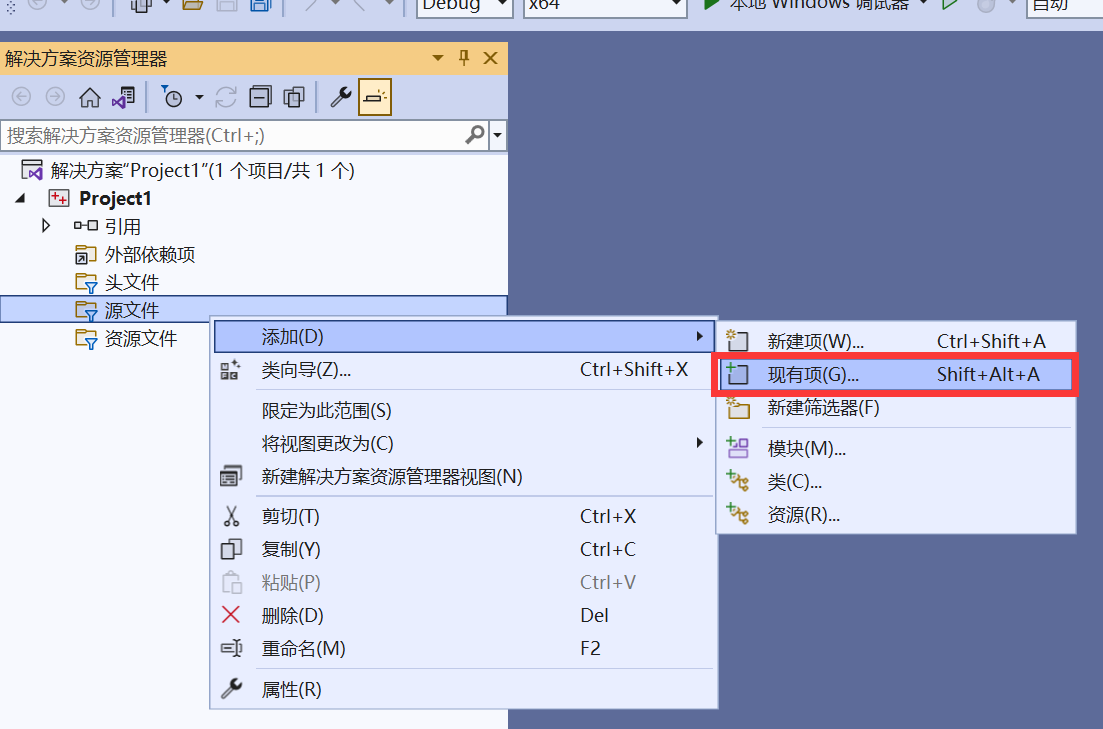 Debug
x64
本地 Windows 调试器
自动
解决方案资源管理器
搜索解决方案资源管理器(Ctrl+;)
解决方案“Project1”(1 个项目/共 1 个)
Project1
引用
外部依赖项
头文件
源文件
资源文件
添加(D)
类向导(Z)... Ctrl+Shift+X
限定为此范围(S)
将视图更改为(C)
新建解决方案资源管理器视图(N)
剪切(T) Ctrl+X
复制(Y) Ctrl+C
粘贴(P) Ctrl+V
删除(D) Del
重命名(M) F2
属性(R)
新建项(W)... Ctrl+Shift+A
现有项(G)... Shift+Alt+A
新建筛选器(F)
模块(M)...
类(C)...
资源(R)...